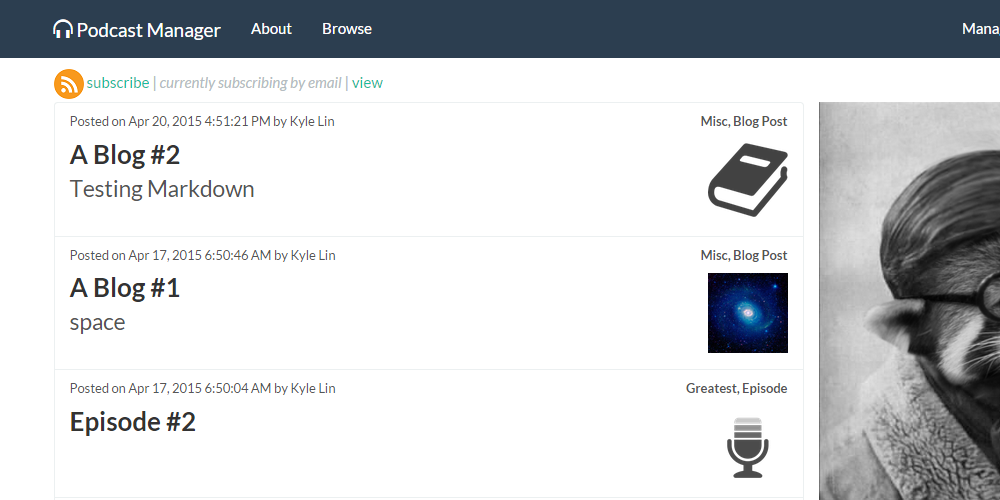 Podcast Manager About Browse
subscribe | currently subscribing by email | view
Posted on Apr 20, 2015 4:51:21 PM by Kyle Lin Misc, Blog Post
A Blog #2
Testing Markdown
Posted on Apr 17, 2015 6:50:46 AM by Kyle Lin Misc, Blog Post
A Blog #1
space
Posted on Apr 17, 2015 6:50:04 AM by Kyle Lin Greatest, Episode
Episode #2